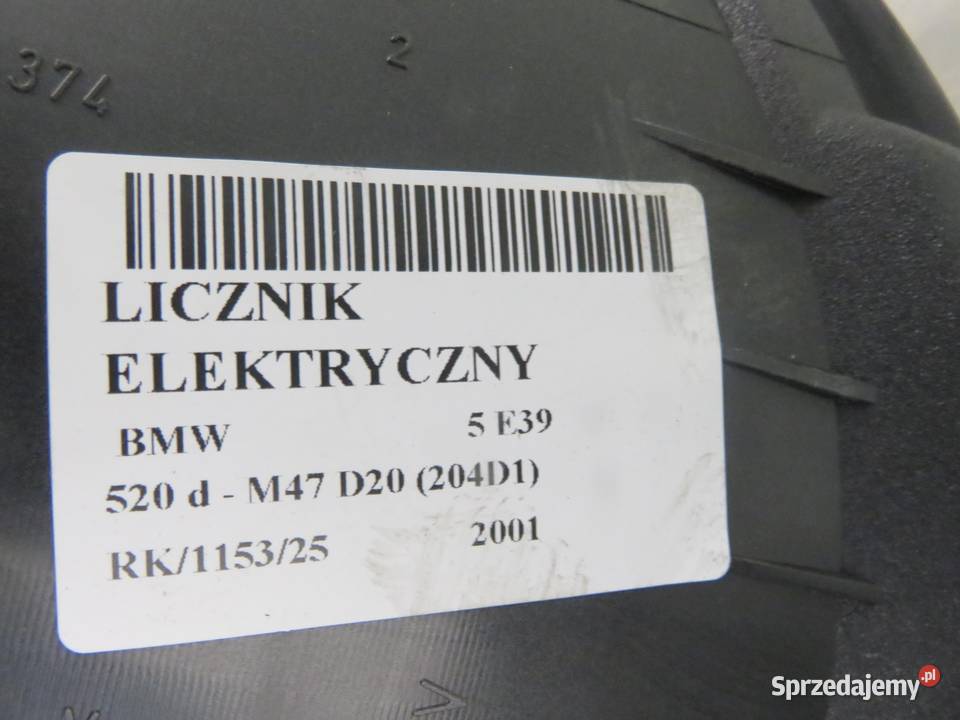 374
2
LICZNIK
ELEKTRYCZNY
BMW 5 E39
520 d - M47 D20 (204D1)
RK/1153/25 2001
Sprzedajemy.pl